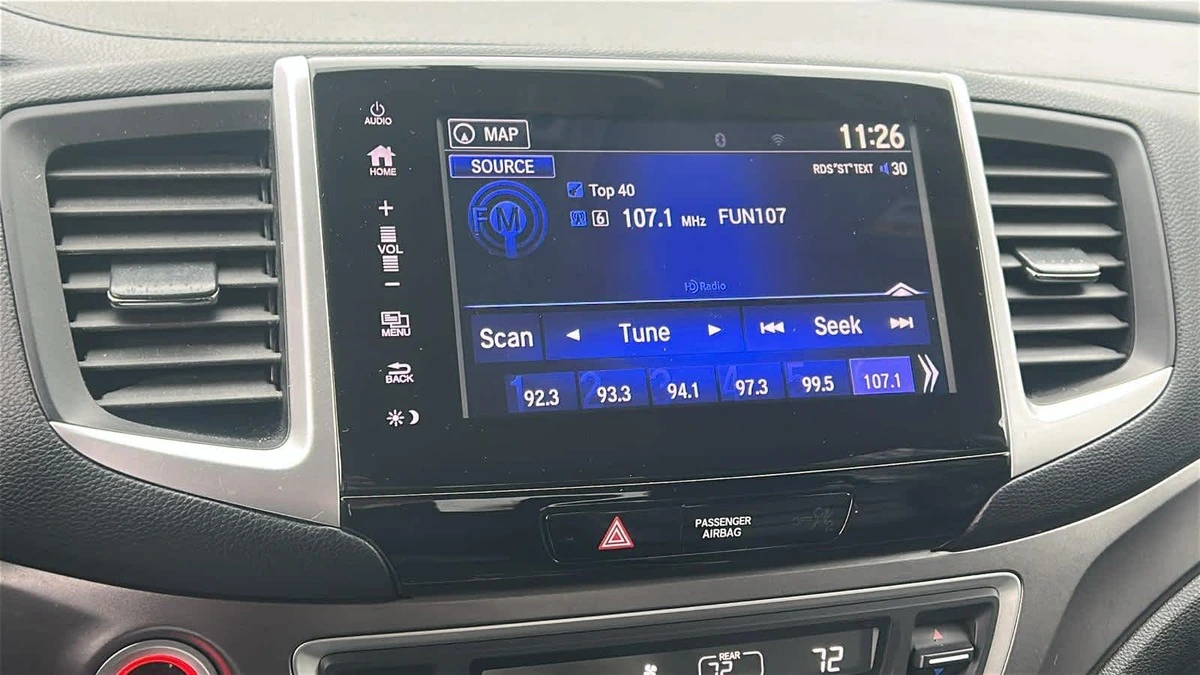 AUDIO
HOME
+
VOL
−
MENU
BACK
MAP
11:26
SOURCE
RDS "ST" TEXT 30
FM
Top 40
6 107.1 MHz FUN107
HD Radio
Scan ◄ Tune ► Seek
1 92.3 2 93.3 3 94.1 4 97.3 5 99.5 107.1
PASSENGER
AIRBAG
REAR
72
72